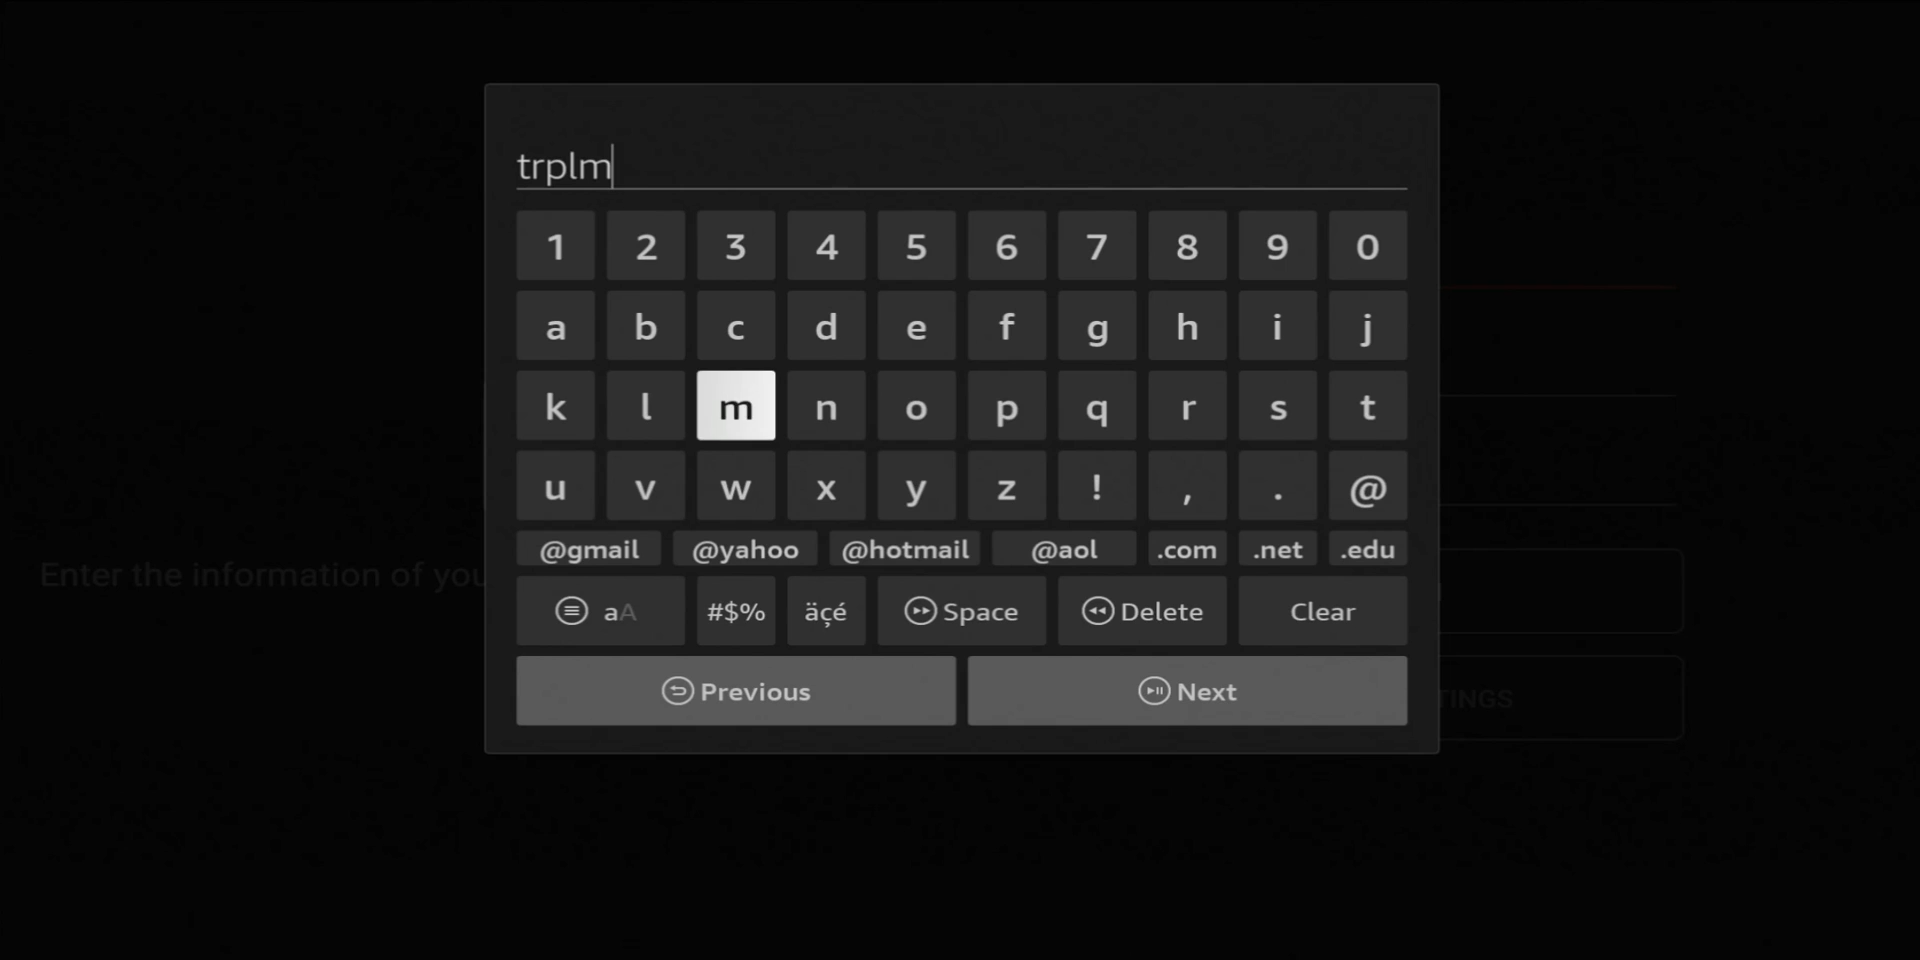 trplm
1 2 3 4 5 6 7 8 9 0
a b c d e f g h i j
k l m n o p q r s t
u v w x y z ! , . @
@gmail @yahoo @hotmail @aol .com .net .edu
Enter the information of you
aA #$% äçé Space Delete Clear
Previous Next
TINGS